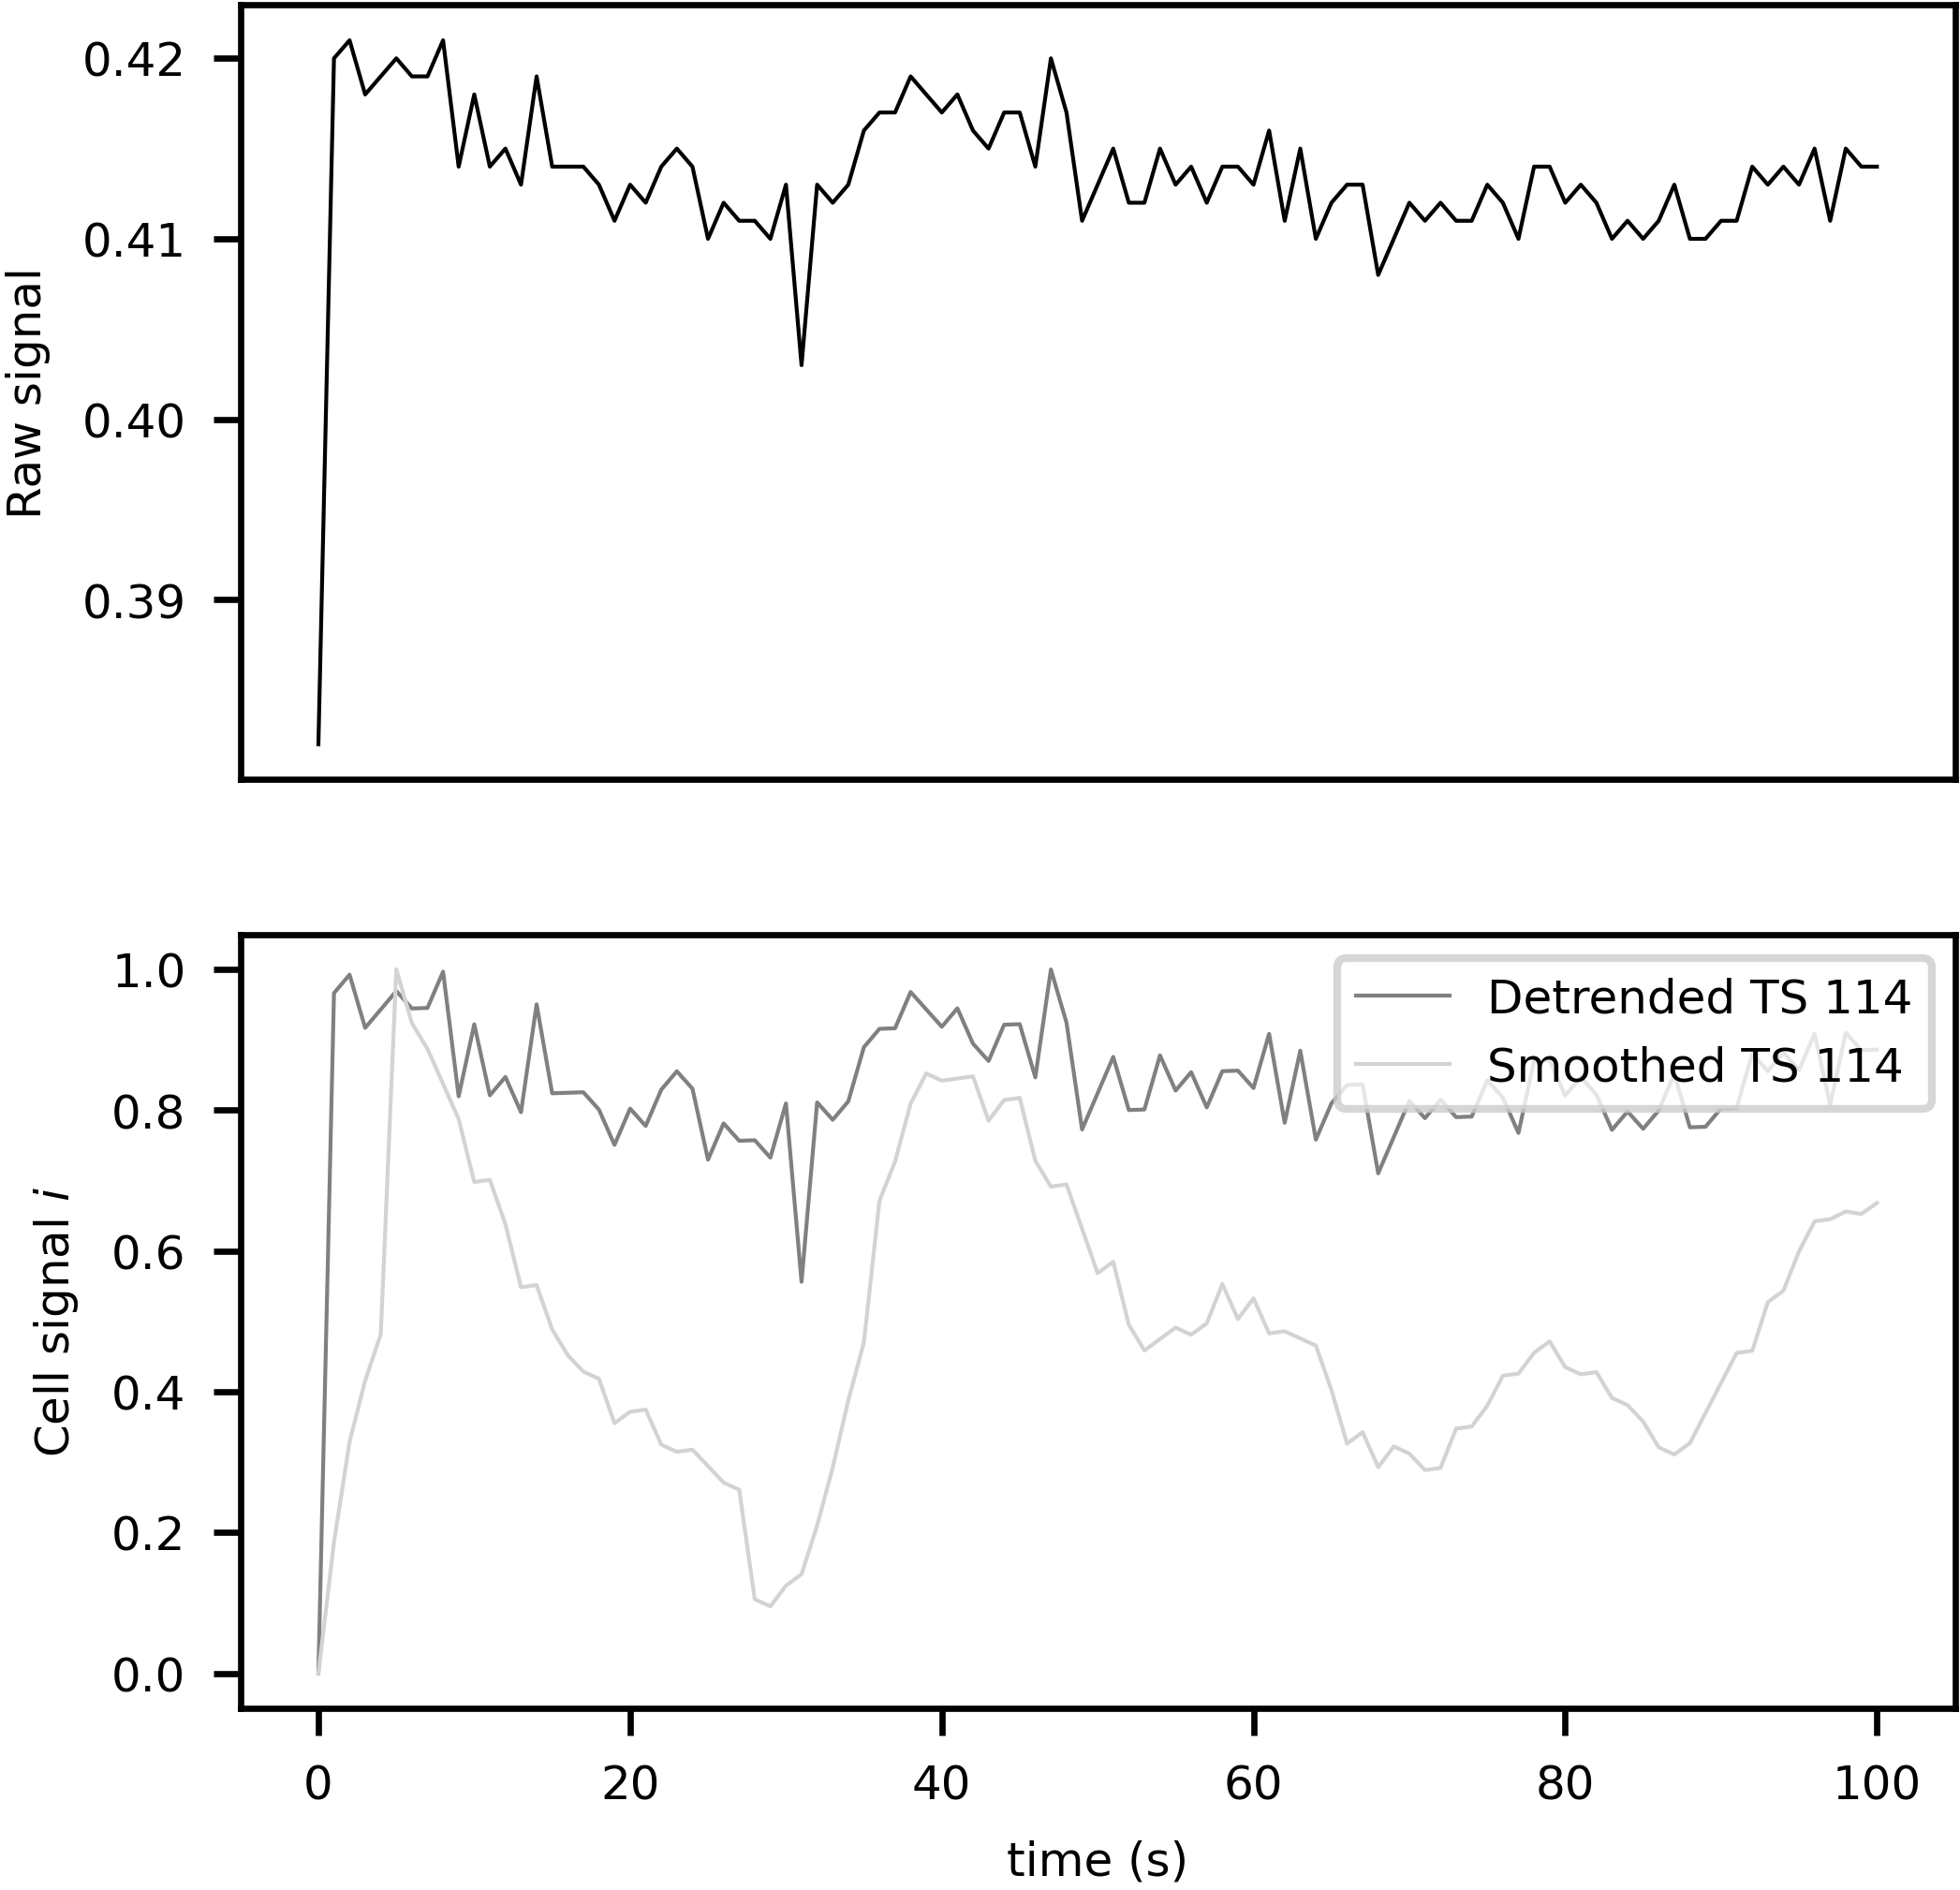 0.42
0.41
0.40
0.39
Raw signal
1.0
0.8
0.6
0.4
0.2
0.0
Cell signal i
Detrended TS 114
Smoothed TS 114
0 20 40 60 80 100
time (s)